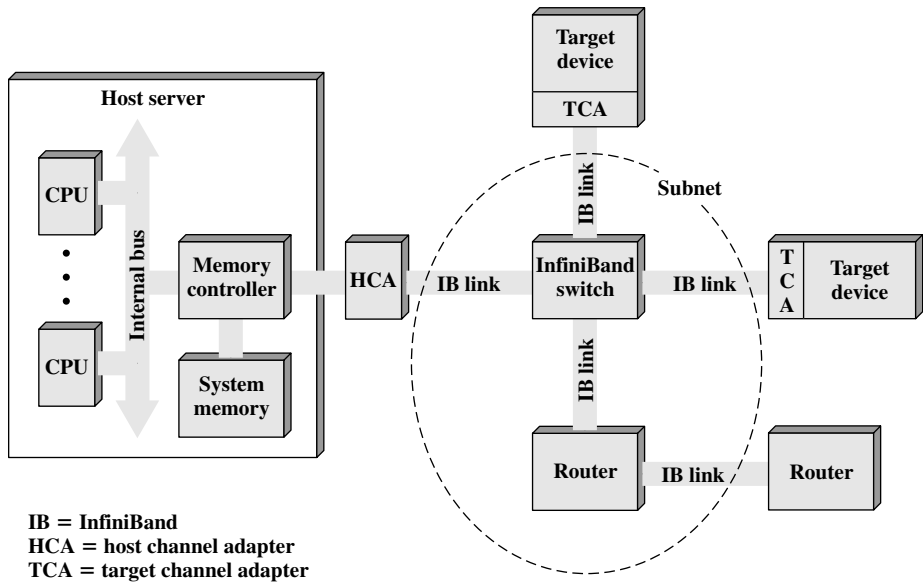 Target
device
TCA
Host server
CPU
Internal bus
Memory
controller
CPU
System
memory
HCA
IB link
IB link
Subnet
InfiniBand
switch
IB link
T
C
A
Target
device
IB link
Router
IB link
Router
IB = InfiniBand
HCA = host channel adapter
TCA = target channel adapter